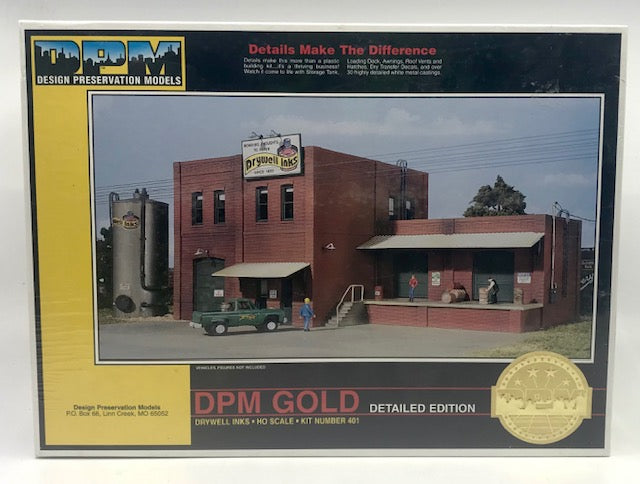 DPM
DESIGN PRESERVATION MODELS
Details Make The Difference
Details make this more than a plastic
building kit...it's a thriving business!
Watch it come to life with Storage Tank,
Loading Dock, Awnings, Roof Vents and
Hatches, Dry Transfer Decals, and over
30 highly detailed white metal castings.
Drywell Inks
SINCE 1892
VEHICLES, FIGURES NOT INCLUDED
Design Preservation Models
P.O. Box 66, Linn Creek, MO 65052
DPM GOLD DETAILED EDITION
DRYWELL INKS • HO SCALE • KIT NUMBER 401